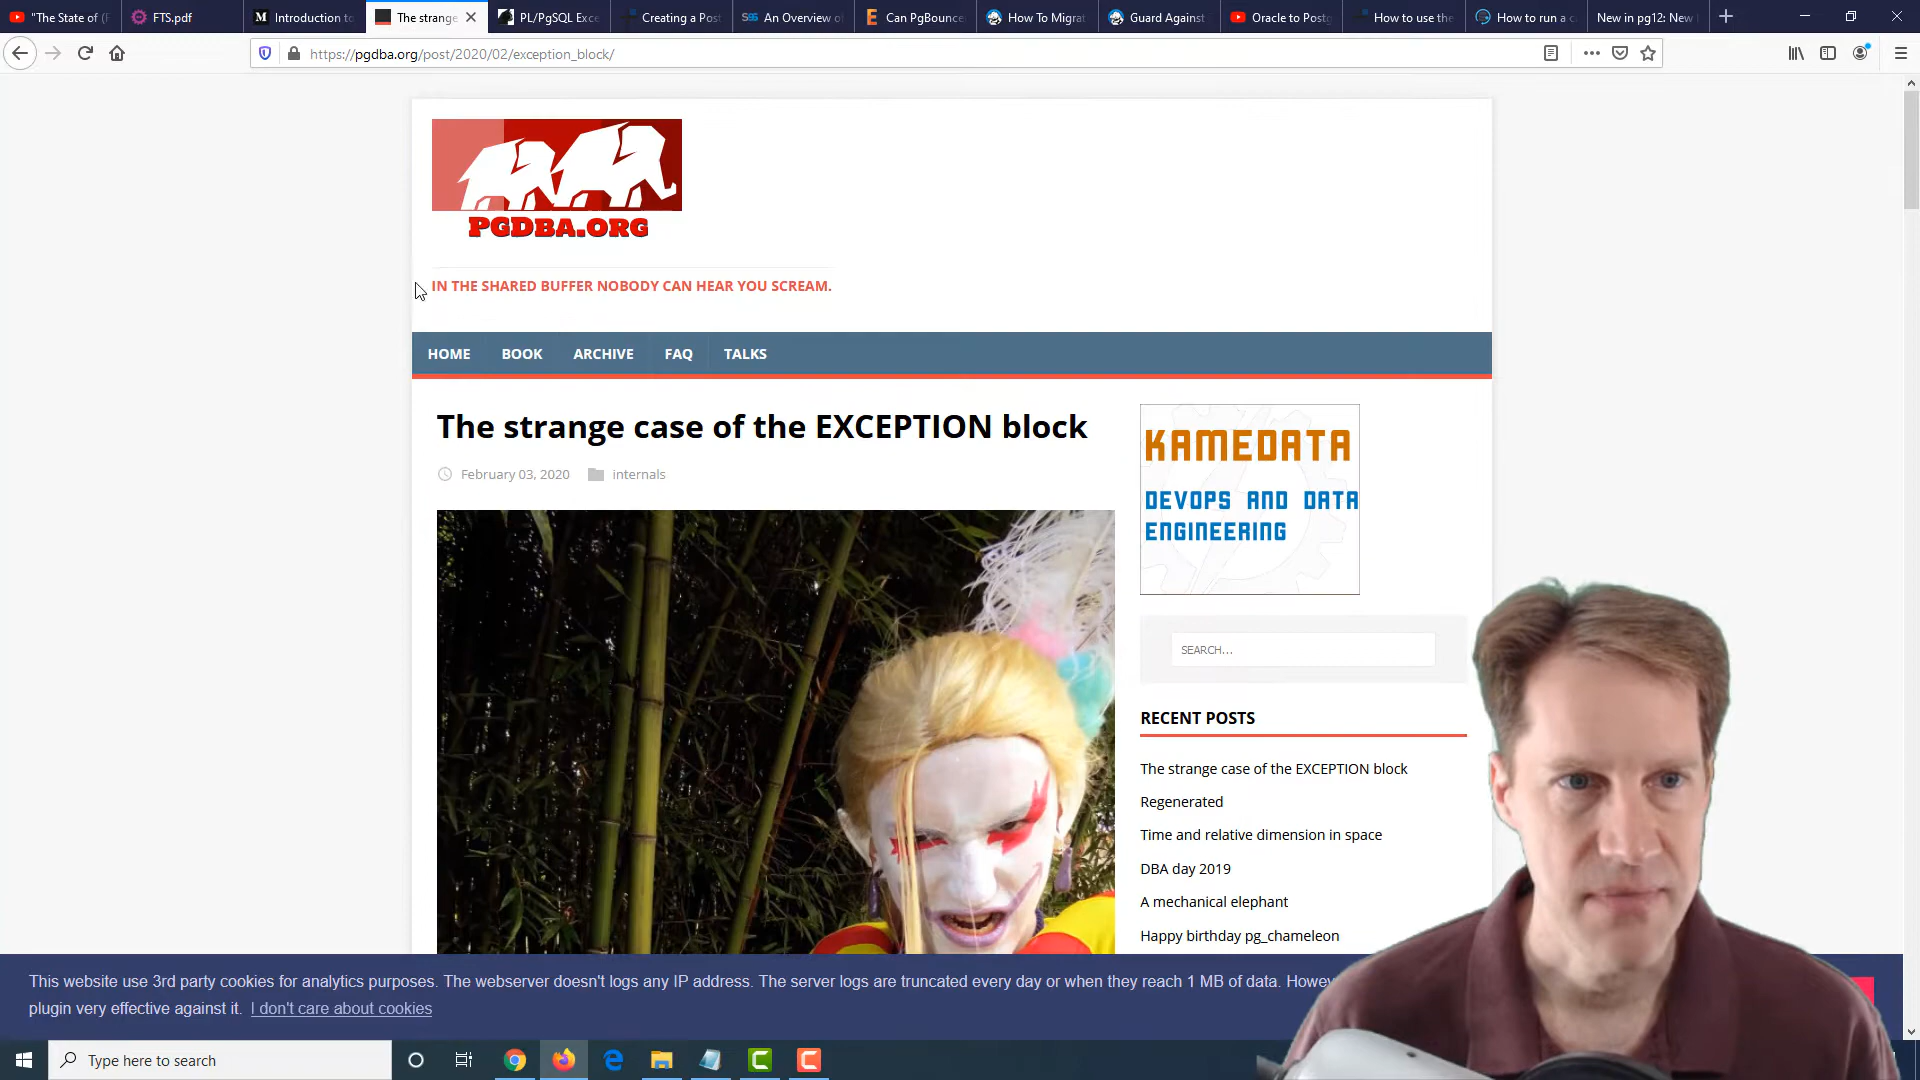 "The State of (P
FTS.pdf
Introduction to
The strange
PL/PgSQL Exce
Creating a Post
An Overview o
Can PgBounce
How To Migrat
Guard Against
Oracle to Postg
How to use the
How to run a c
New in pg12: New
https://pgdba.org/post/2020/02/exception_block/
PGDBA.ORG
IN THE SHARED BUFFER NOBODY CAN HEAR YOU SCREAM.
HOME BOOK ARCHIVE FAQ TALKS
The strange case of the EXCEPTION block
February 03, 2020 internals
KAMEDATA
DEVOPS AND DATA
ENGINEERING
SEARCH...
RECENT POSTS
The strange case of the EXCEPTION block
Regenerated
Time and relative dimension in space
DBA day 2019
A mechanical elephant
Happy birthday pg_chameleon
This website use 3rd party cookies for analytics purposes. The webserver doesn't logs any IP address. The server logs are truncated every day or when they reach 1 MB of data. Howev
plugin very effective against it. I don't care about cookies
Type here to search